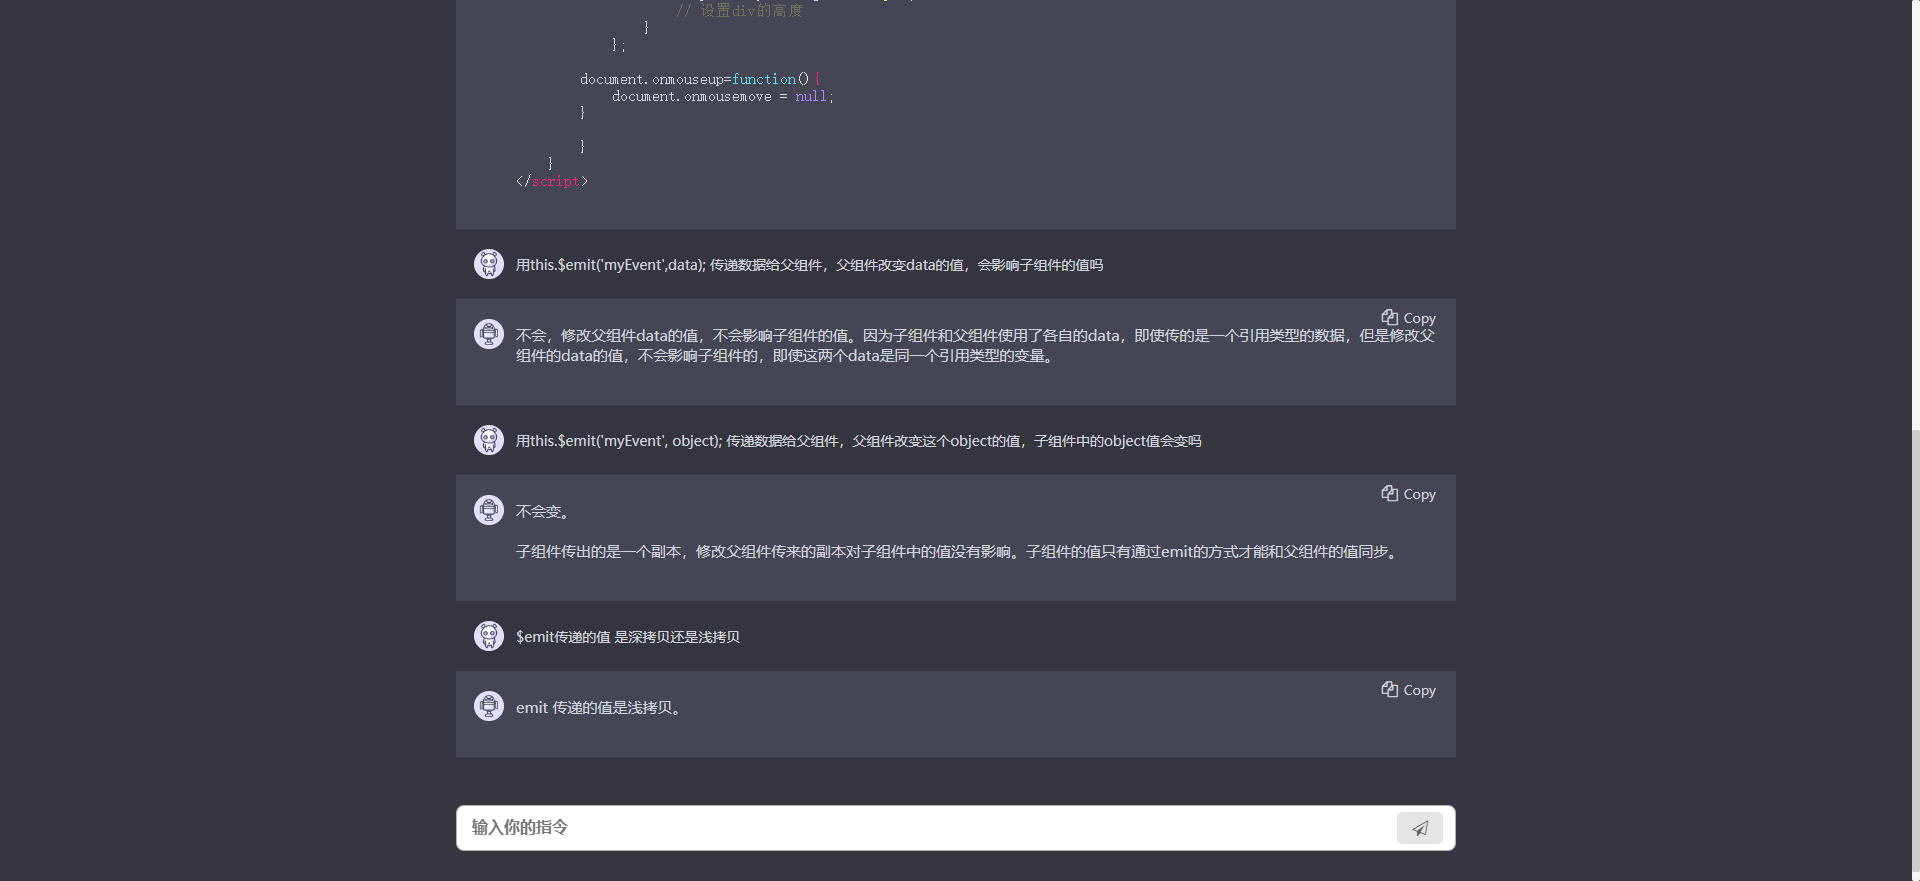 // 设置div的高度
}
};
document.onmouseup=function(){
document.onmousemove = null;
}
}
}
</script>
用this.$emit('myEvent',data); 传递数据给父组件，父组件改变data的值，会影响子组件的值吗
Copy
不会，修改父组件data的值，不会影响子组件的值。因为子组件和父组件使用了各自的data，即使传的是一个引用类型的数据，但是修改父
组件的data的值，不会影响子组件的，即使这两个data是同一个引用类型的变量。
用this.$emit('myEvent', object); 传递数据给父组件，父组件改变这个object的值，子组件中的object值会变吗
Copy
不会变。
子组件传出的是一个副本，修改父组件传来的副本对子组件中的值没有影响。子组件的值只有通过emit的方式才能和父组件的值同步。
$emit传递的值 是深拷贝还是浅拷贝
Copy
emit 传递的值是浅拷贝。
输入你的指令